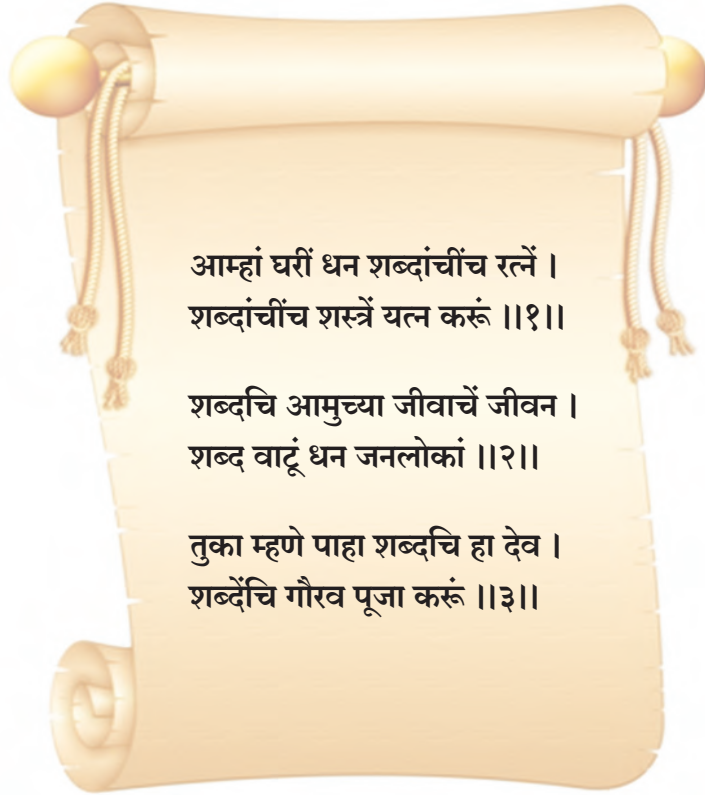 आम्हां घरीं धन शब्दांचींच रत्नें ।
शब्दांचींच शस्त्रें यत्न करूं ।।१।।
शब्दचि आमुच्या जीवाचें जीवन ।
शब्द वाटूं धन जनलोकां ।।२।।
तुका म्हणे पाहा शब्दचि हा देव ।
शब्देंचि गौरव पूजा करूं ।।३।।